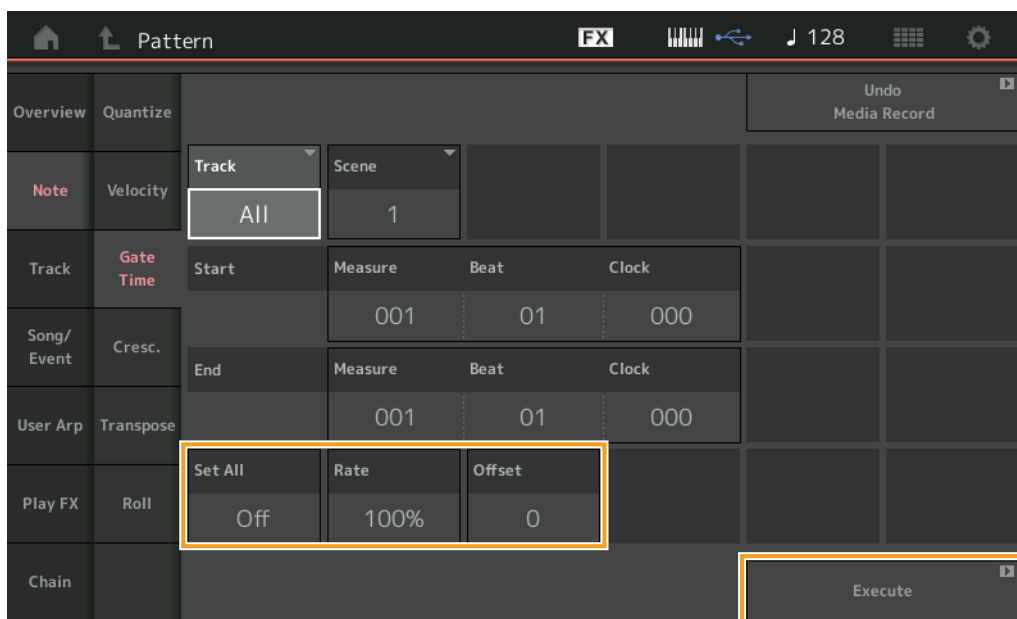 Pattern FX 128
Undo
Media Record
Overview Quantize
Track Scene
Note Velocity
All 1
Track Gate Time Start Measure Beat Clock
001 01 000
Song/Event Cresc.
End Measure Beat Clock
User Arp Transpose 001 01 000
Set All Rate Offset
Play FX Roll Off 100% 0
Chain Execute